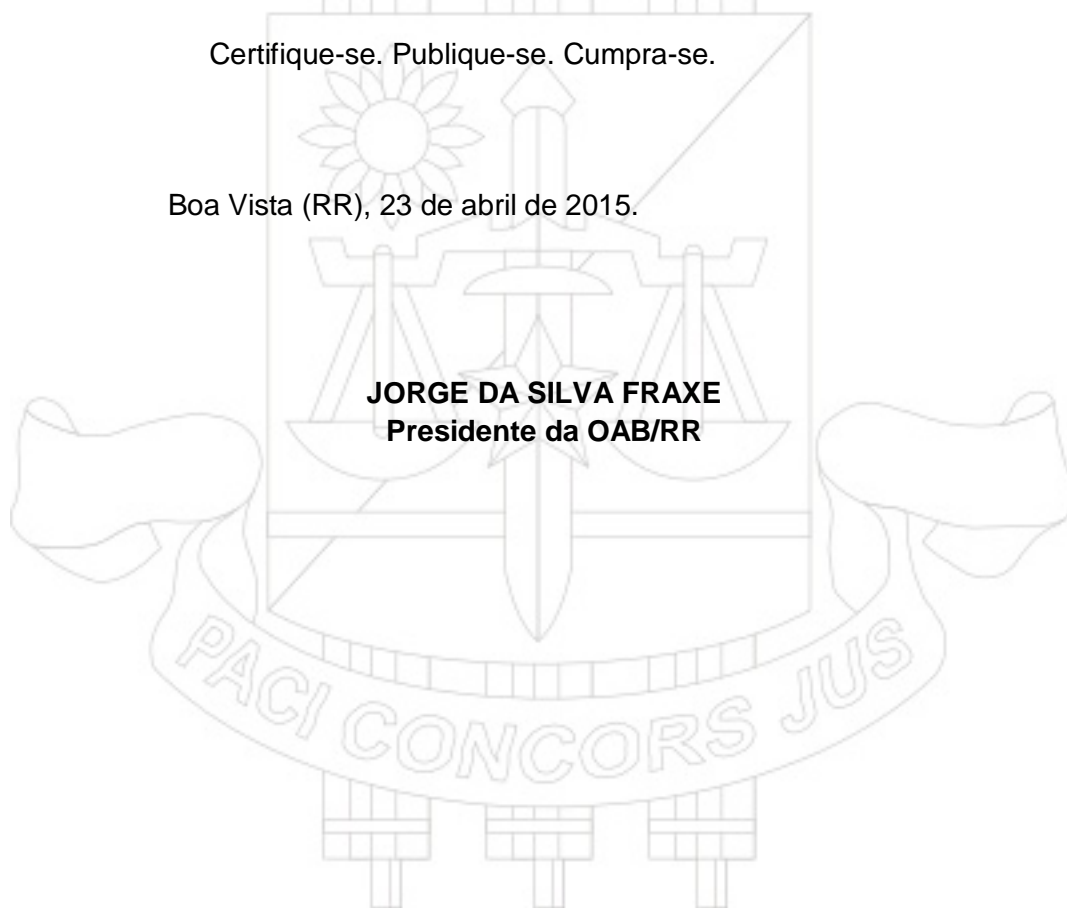 Certifique-se. Publique-se. Cumpra-se.
Boa Vista (RR), 23 de abril de 2015.
JORGE DA SILVA FRAXE
Presidente da OAB/RR
PACI CONCORS JUS